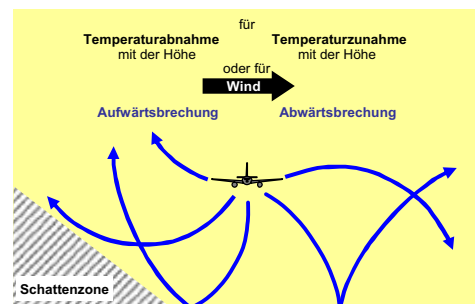 für
Temperaturabnahme Temperaturzunahme
mit der Höhe mit der Höhe
oder für
Wind
Aufwärtsbrechung Abwärtsbrechung
Schattenzone